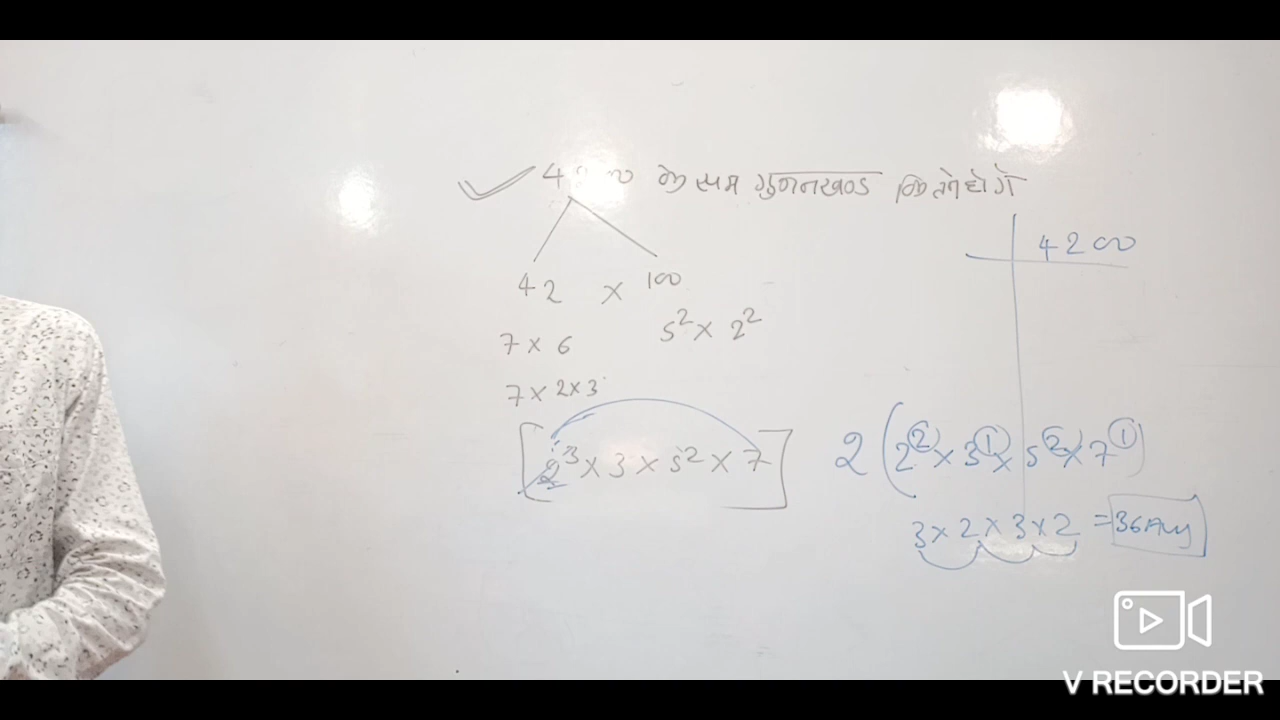 4200 के सम गुणनखण्ड कितने होगें
4200
42 × 100
7 × 6
5² × 2²
7 × 2 × 3
[2³ × 3 × 5² × 7]
2 (2² × 3¹ × 5² × 7¹)
3 × 2 × 3 × 2 = 36 Ans
V RECORDER